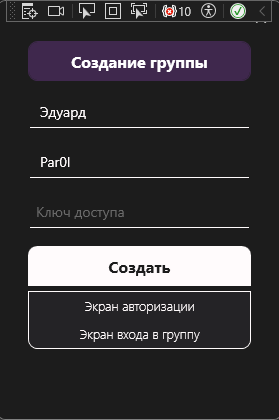 10
Создание группы
Эдуард
Par0l
Ключ доступа
Создать
Экран авторизации
Экран входа в группу